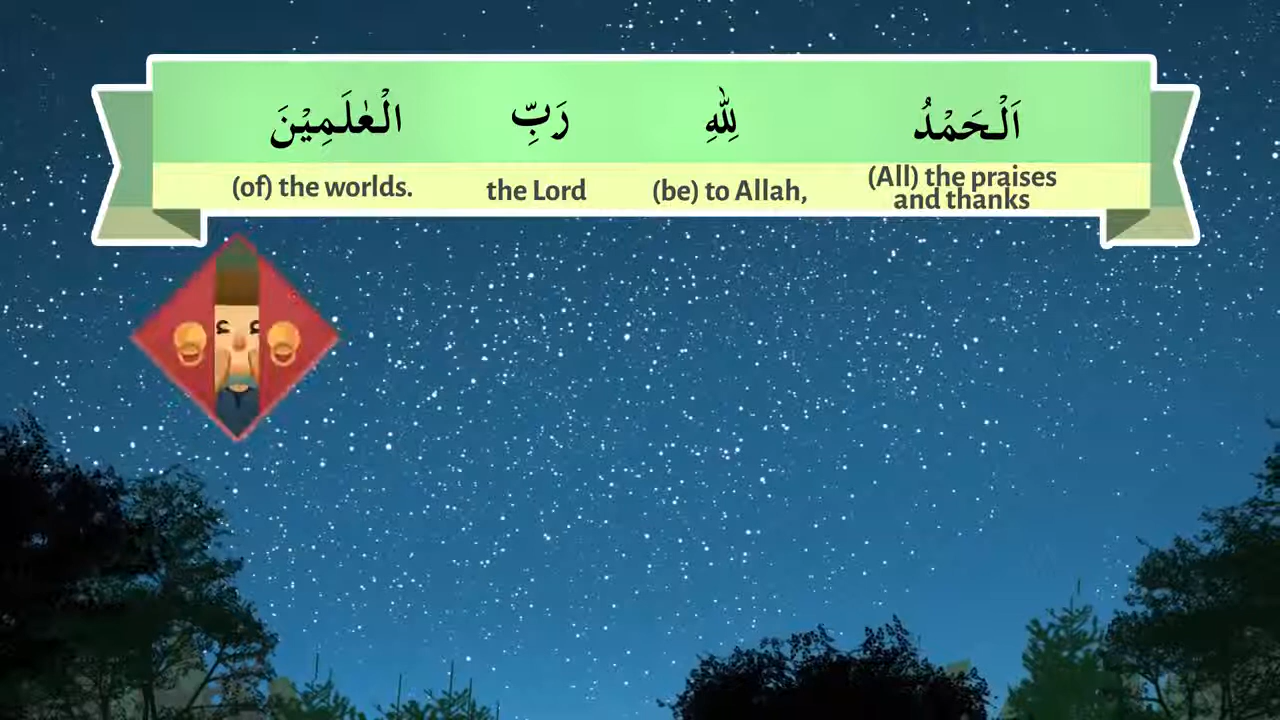 اَلْحَمْدُ لِلّٰهِ رَبِّ الْعٰلَمِيْنَ
(All) the praises and thanks
(be) to Allah,
the Lord
(of) the worlds.